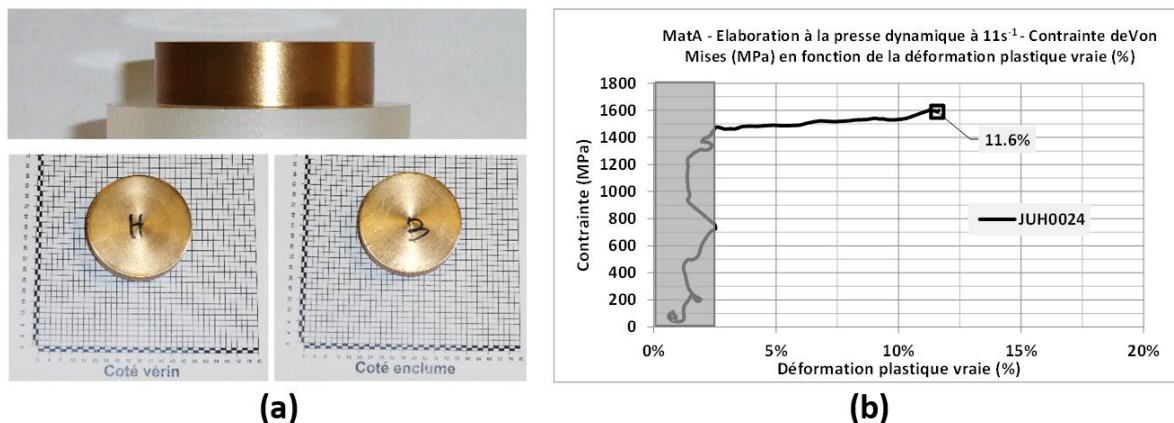 H
B
Coté vérin
Coté enclume
(a)
MatA - Elaboration à la presse dynamique à 11s⁻¹ - Contrainte deVon
Mises (MPa) en fonction de la déformation plastique vraie (%)
Contrainte (MPa)
1800
1600
1400
1200
1000
800
600
400
200
0
11.6%
JUH0024
0%
5%
10%
15%
20%
Déformation plastique vraie (%)
(b)